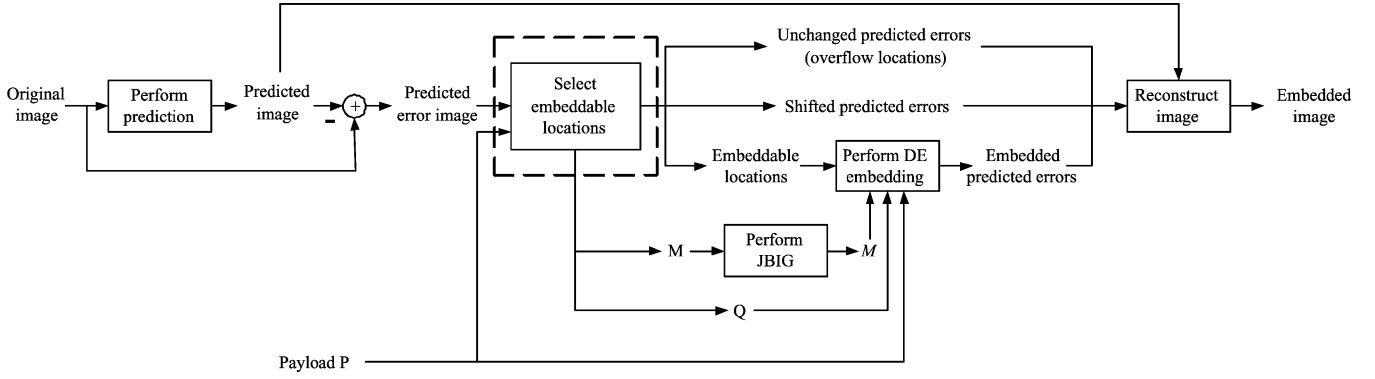 Original
image
Perform
prediction
Predicted
image
+
-
Predicted
error image
Select
embeddable
locations
Unchanged predicted errors
(overflow locations)
Shifted predicted errors
Embeddable
locations
Perform DE
embedding
Embedded
predicted errors
Reconstruct
image
Embedded
image
M
Perform
JBIG
M
Q
Payload P